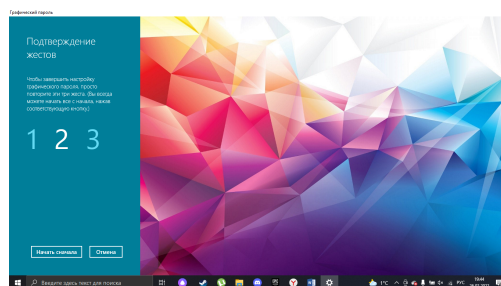 Графический пароль
Подтверждение
жестов
Чтобы завершить настройку
графического пароля, просто
повторите эти три жеста. (Вы всегда
можете начать все с начала, нажав
соответствующую кнопку.)
1 2 3
Начать сначала Отмена
Введите здесь текст для поиска
1°C
РУС
19:44